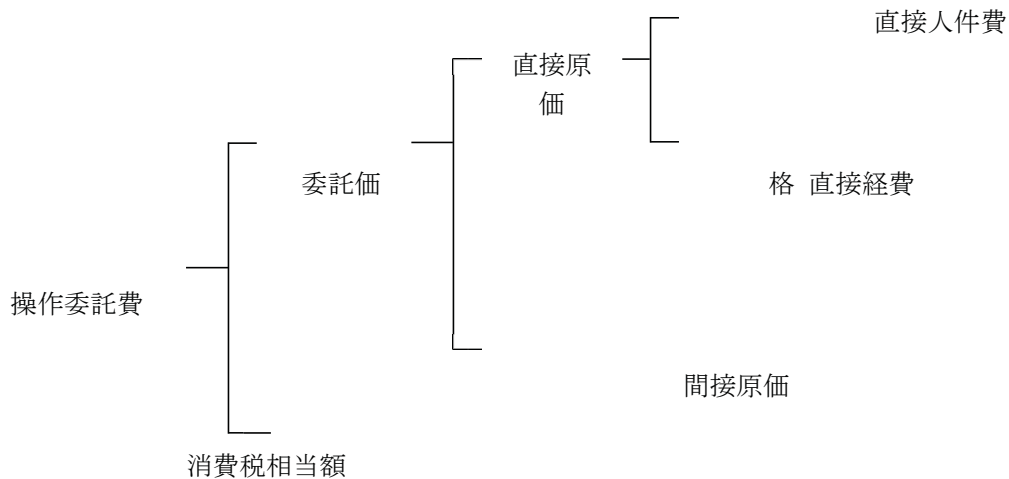 直接人件費
直接原
価
委託価
格 直接経費
操作委託費
間接原価
消費税相当額